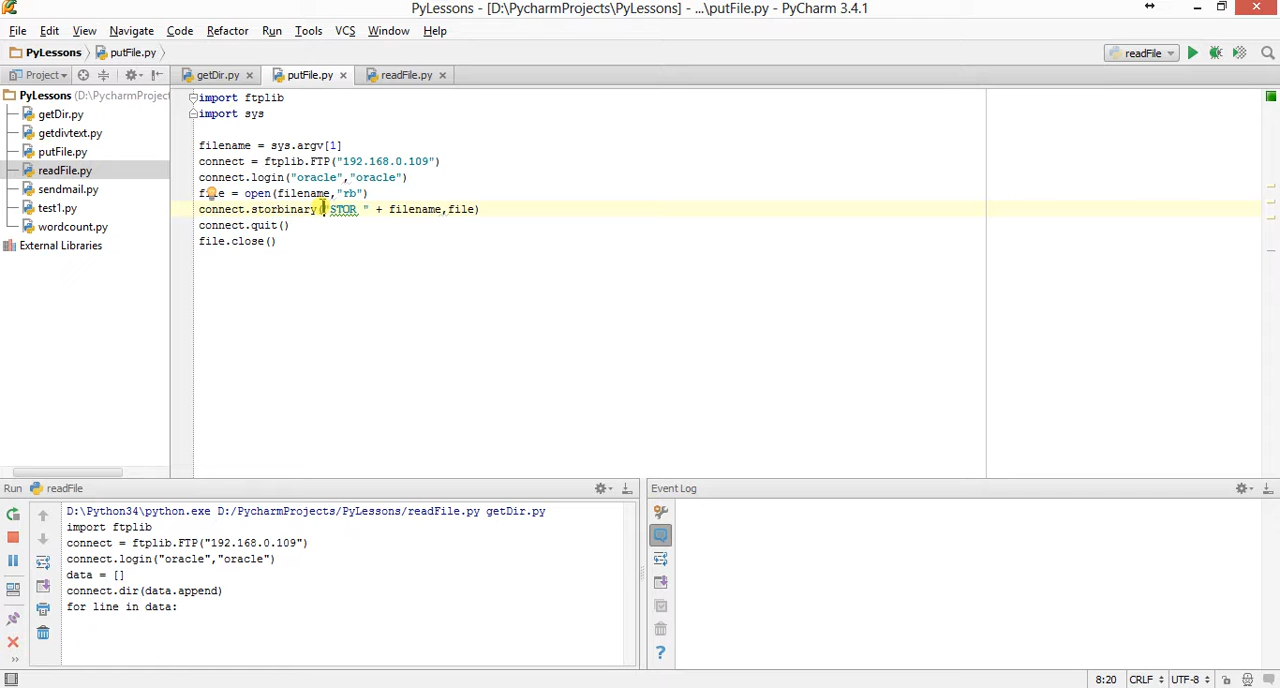 PyLessons - [D:\PycharmProjects\PyLessons] - ...\putFile.py - PyCharm 3.4.1
File Edit View Navigate Code Refactor Run Tools VCS Window Help
PyLessons putFile.py readFile
Project getDir.py putFile.py readFile.py
PyLessons (D:\PycharmProject
getDir.py
getdivtext.py
putFile.py
readFile.py
sendmail.py
test1.py
wordcount.py
External Libraries
import ftplib
import sys
filename = sys.argv[1]
connect = ftplib.FTP("192.168.0.109")
connect.login("oracle","oracle")
file = open(filename,"rb")
connect.storbinary("STOR " + filename,file)
connect.quit()
file.close()
Run readFile
D:\Python34\python.exe D:/PycharmProjects/PyLessons/readFile.py getDir.py
import ftplib
connect = ftplib.FTP("192.168.0.109")
connect.login("oracle","oracle")
data = []
connect.dir(data.append)
for line in data:
Event Log
8:20 CRLF UTF-8